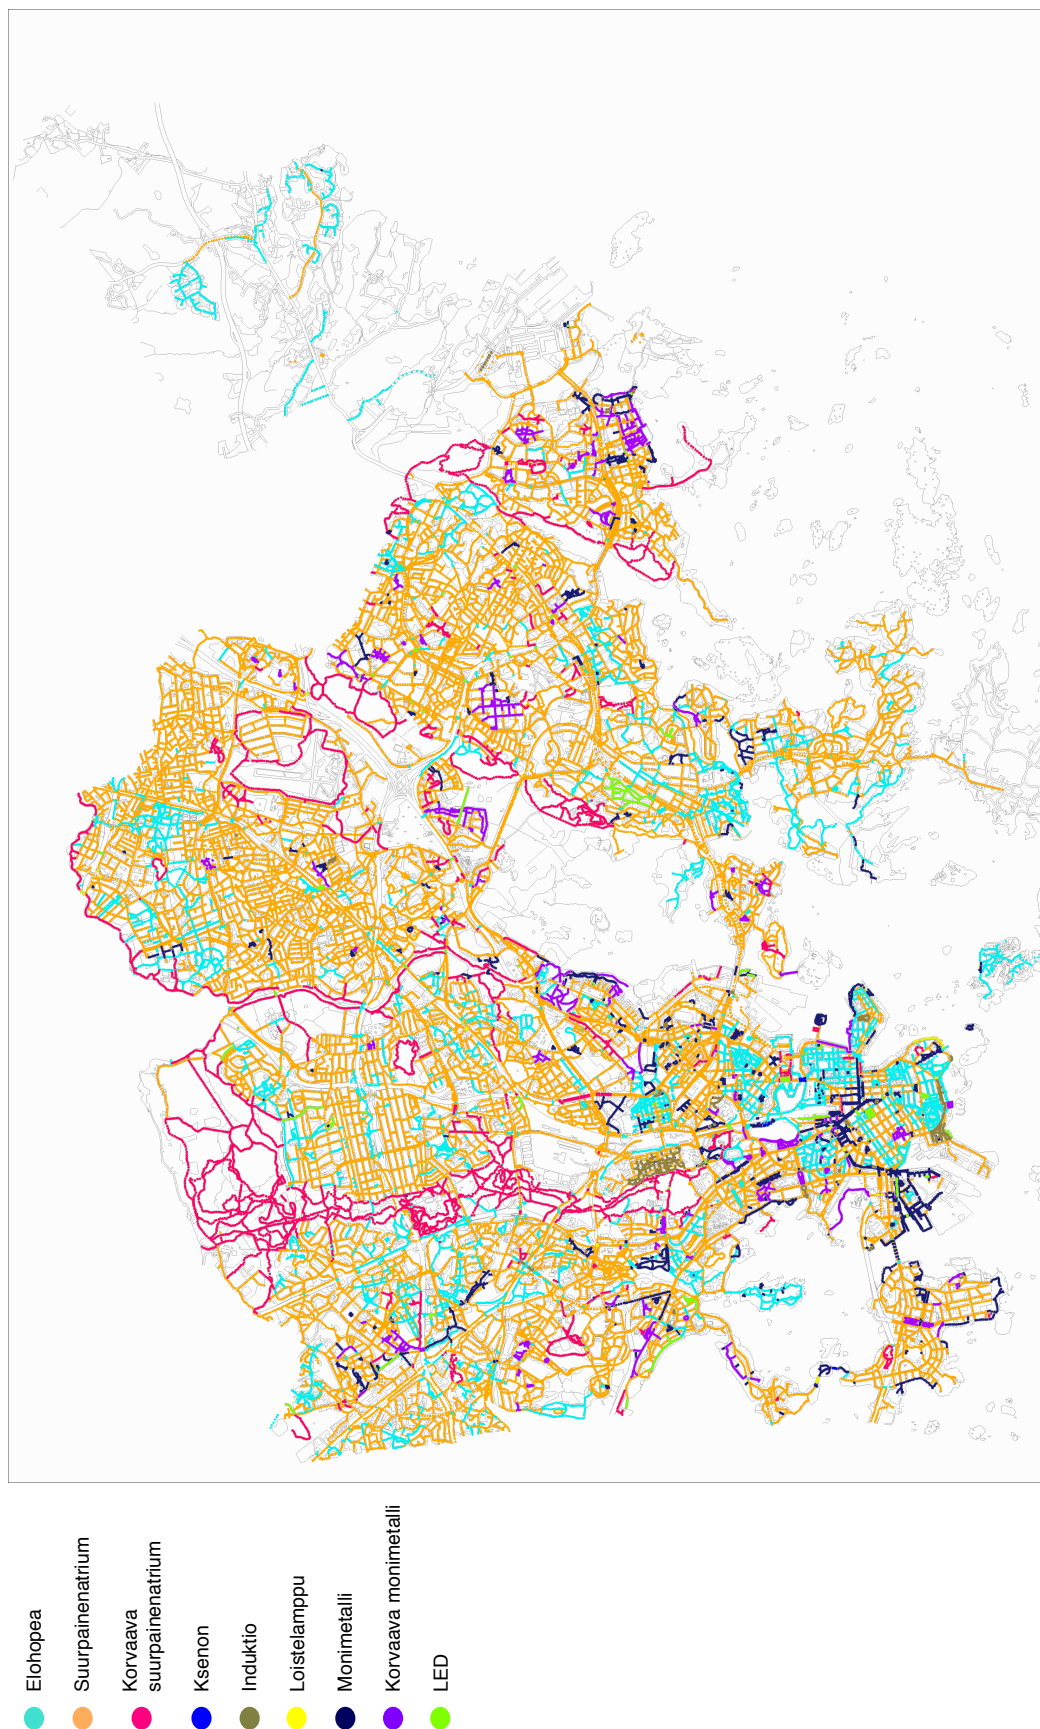 Elohopea
Suurpainenatrium
Korvaava
suurpainenatrium
Ksenon
Induktio
Loistelamppu
Monimetalli
Korvaava monimetalli
LED